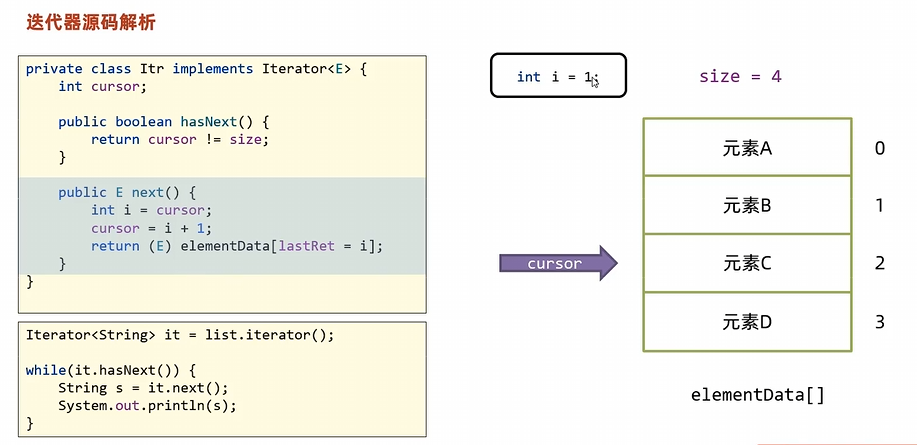 迭代器源码解析
private class Itr implements Iterator<E> {
    int cursor;
    public boolean hasNext() {
        return cursor != size;
    }
    public E next() {
        int i = cursor;
        cursor = i + 1;
        return (E) elementData[lastRet = i];
    }
}
Iterator<String> it = list.iterator();
while(it.hasNext()) {
    String s = it.next();
    System.out.println(s);
}
int i = 1;
size = 4
元素A 0
元素B 1
cursor 元素C 2
元素D 3
elementData[]